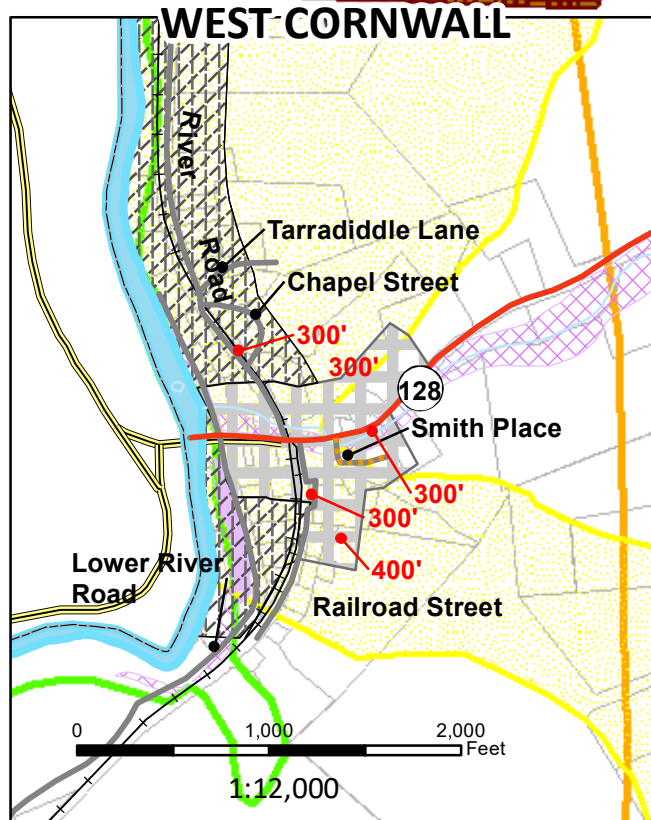 WEST CORNWALL
River
Road
Tarradiddle Lane
Chapel Street
300'
300'
128
Smith Place
300'
300'
400'
Lower River
Road
Railroad Street
0 1,000 2,000
Feet
1:12,000